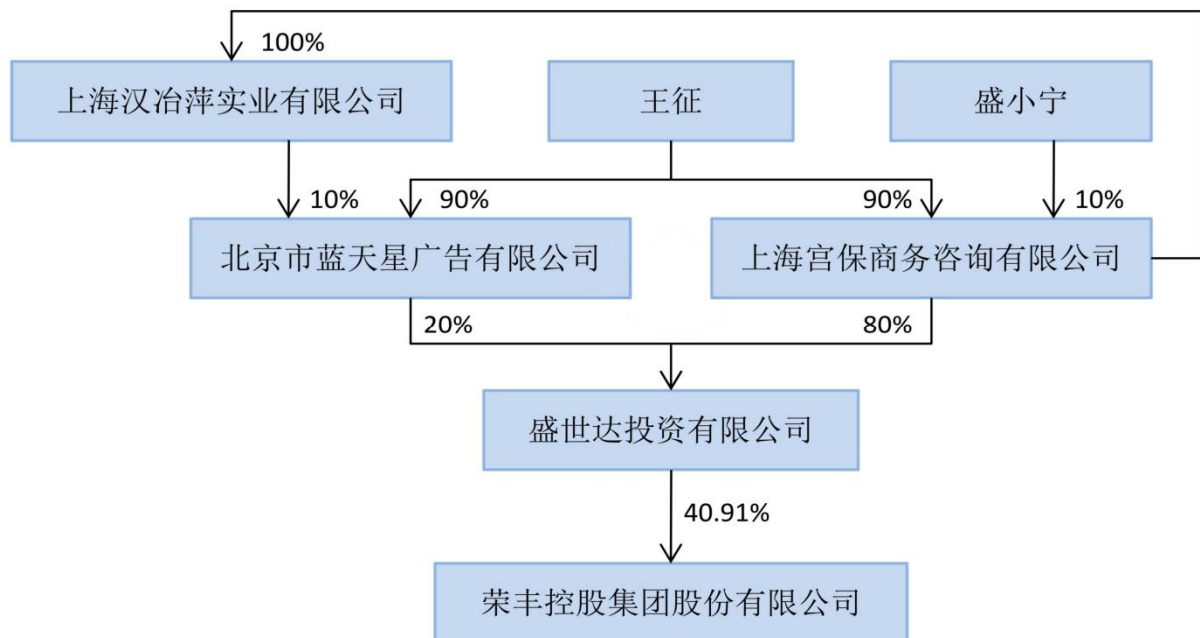 100%
上海汉冶萍实业有限公司
王征
盛小宁
10%
90%
90%
10%
北京市蓝天星广告有限公司
上海宫保商务咨询有限公司
20%
80%
盛世达投资有限公司
40.91%
荣丰控股集团股份有限公司